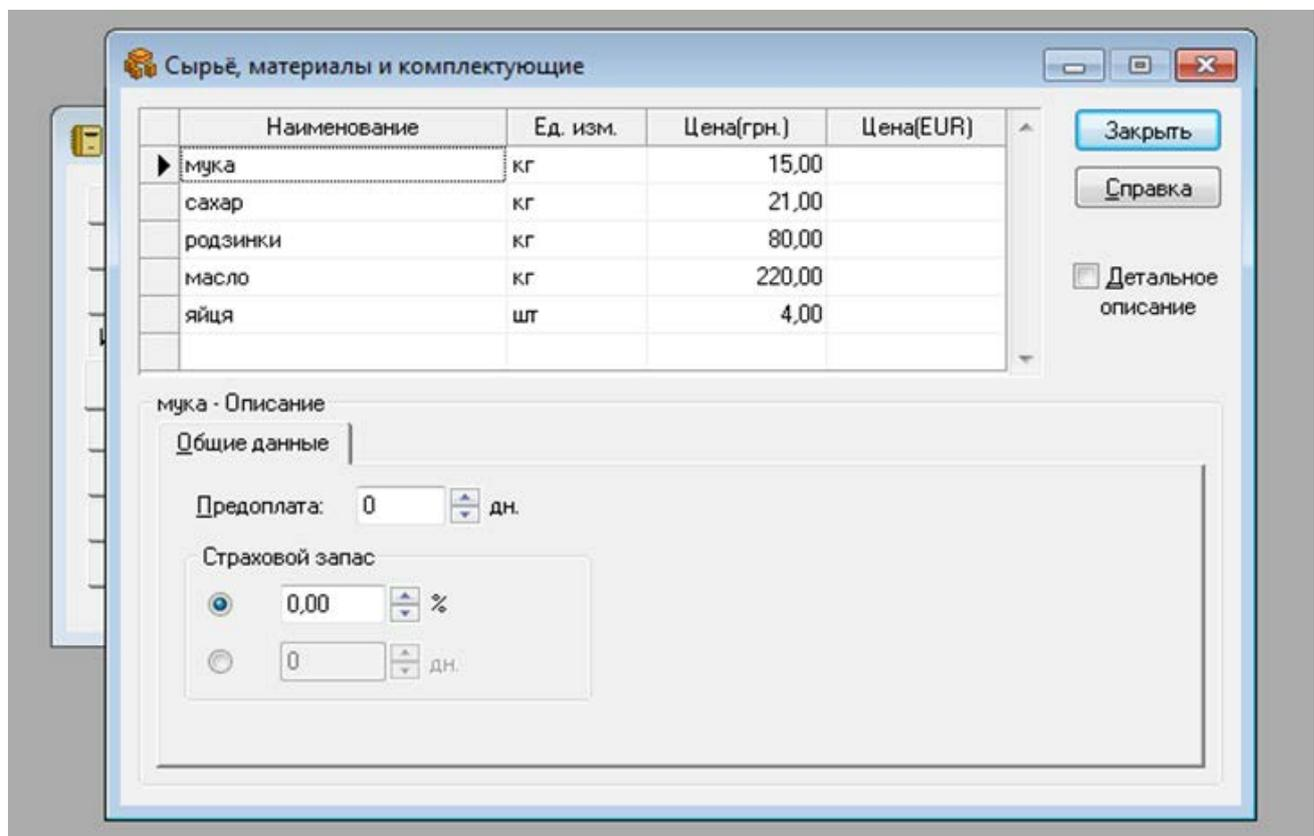 Сырьё, материалы и комплектующие
Наименование Ед. изм. Цена(грн.) Цена(EUR)
мука кг 15,00
сахар кг 21,00
родзинки кг 80,00
масло кг 220,00
яйця шт 4,00
Закрыть
Справка
Детальное
описание
мука - Описание
Общие данные
Предоплата: 0 дн.
Страховой запас
0,00 %
0 дн.